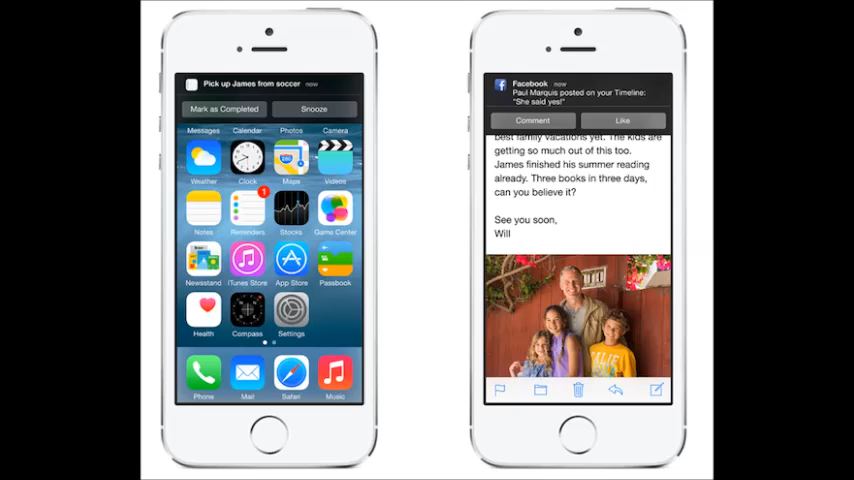 Pick up James from soccer now
Mark as Completed Snooze
Messages Calendar Photos Camera
Weather Clock Maps Videos
1
Notes Reminders Stocks Game Center
Newsstand iTunes Store App Store Passbook
Health Compass Settings
Phone Mail Safari Music
Facebook now
Paul Marquis posted on your Timeline:
"She said yes!"
Comment Like
best family vacations yet. The kids are
getting so much out of this too.
James finished his summer reading
already. Three books in three days,
can you believe it?
See you soon,
Will